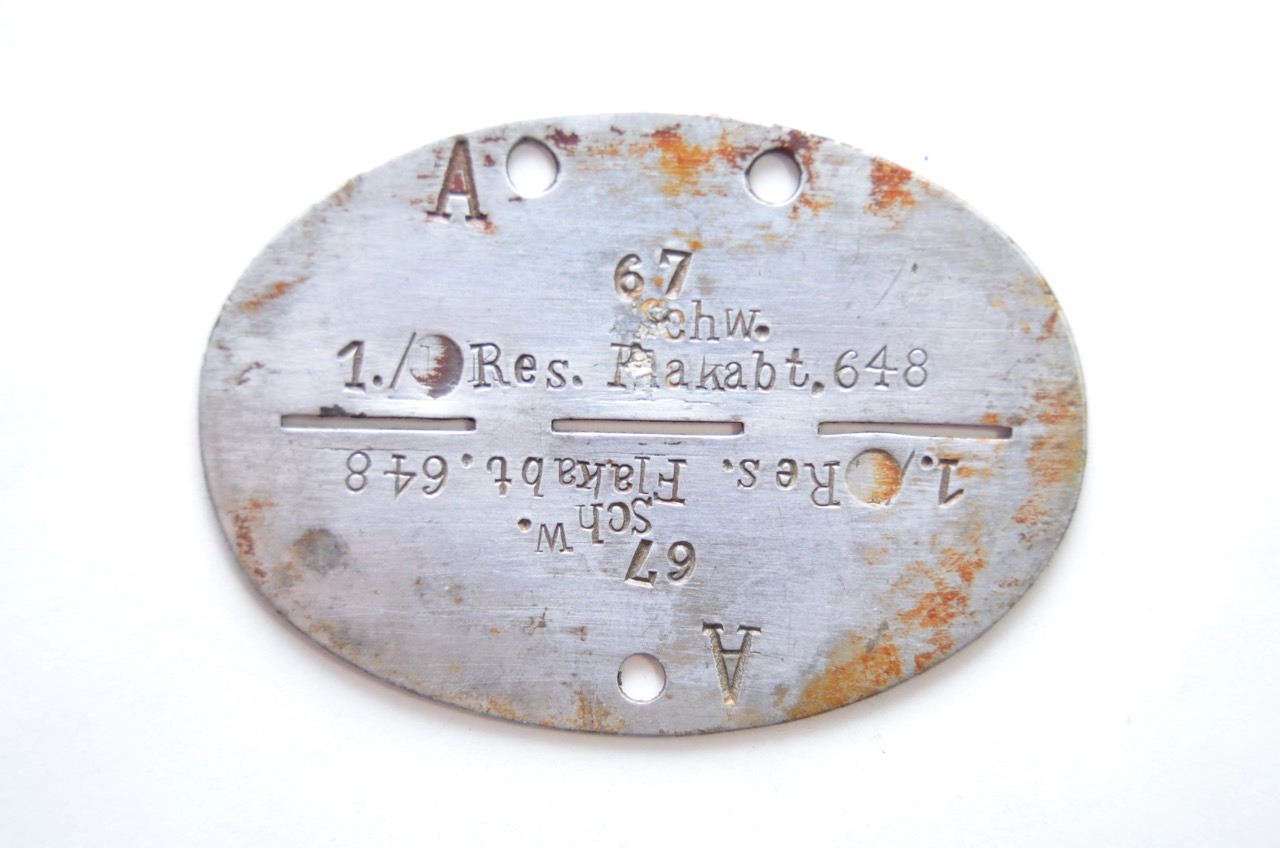 A
67
Schw.
1./ Res. Flakabt.648
1./ Res. Flakabt.648
Schw.
67
A